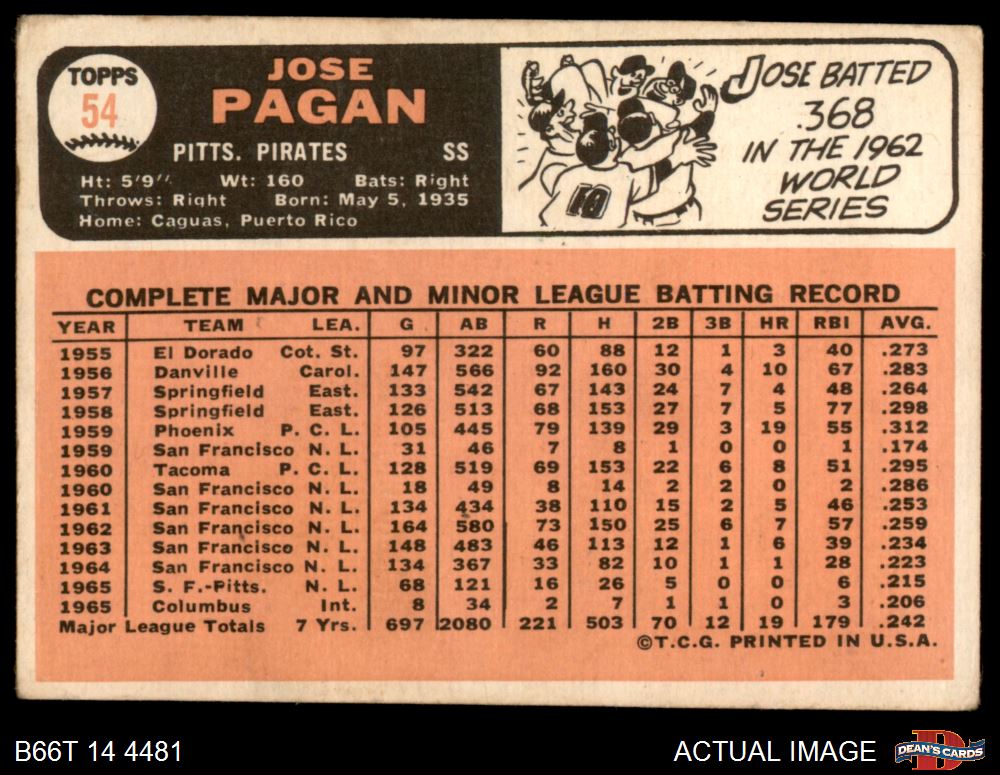 TOPPS
54
JOSE
PAGAN
PITTS. PIRATES SS
Ht: 5'9" Wt: 160 Bats: Right
Throws: Right Born: May 5, 1935
Home: Caguas, Puerto Rico
10
JOSE BATTED
.368
IN THE 1962
WORLD
SERIES
COMPLETE MAJOR AND MINOR LEAGUE BATTING RECORD
YEAR TEAM LEA. G AB R H 2B 3B HR RBI AVG.
1955 El Dorado Cot. St. 97 322 60 88 12 1 3 40 .273
1956 Danville Carol. 147 566 92 160 30 4 10 67 .283
1957 Springfield East. 133 542 67 143 24 7 4 48 .264
1958 Springfield East. 126 513 68 153 27 7 5 77 .298
1959 Phoenix P. C. L. 105 445 79 139 29 3 19 55 .312
1959 San Francisco N. L. 31 46 7 8 1 0 0 1 .174
1960 Tacoma P. C. L. 128 519 69 153 22 6 8 51 .295
1960 San Francisco N. L. 18 49 8 14 2 2 0 2 .286
1961 San Francisco N. L. 134 434 38 110 15 2 5 46 .253
1962 San Francisco N. L. 164 580 73 150 25 6 7 57 .259
1963 San Francisco N. L. 148 483 46 113 12 1 6 39 .234
1964 San Francisco N. L. 134 367 33 82 10 1 1 28 .223
1965 S. F.-Pitts. N. L. 68 121 16 26 5 0 0 6 .215
1965 Columbus Int. 8 34 2 7 1 1 0 3 .206
Major League Totals 7 Yrs. 697 2080 221 503 70 12 19 179 .242
©T.C.G. PRINTED IN U.S.A.
B66T 14 4481
ACTUAL IMAGE
DEAN'S CARDS